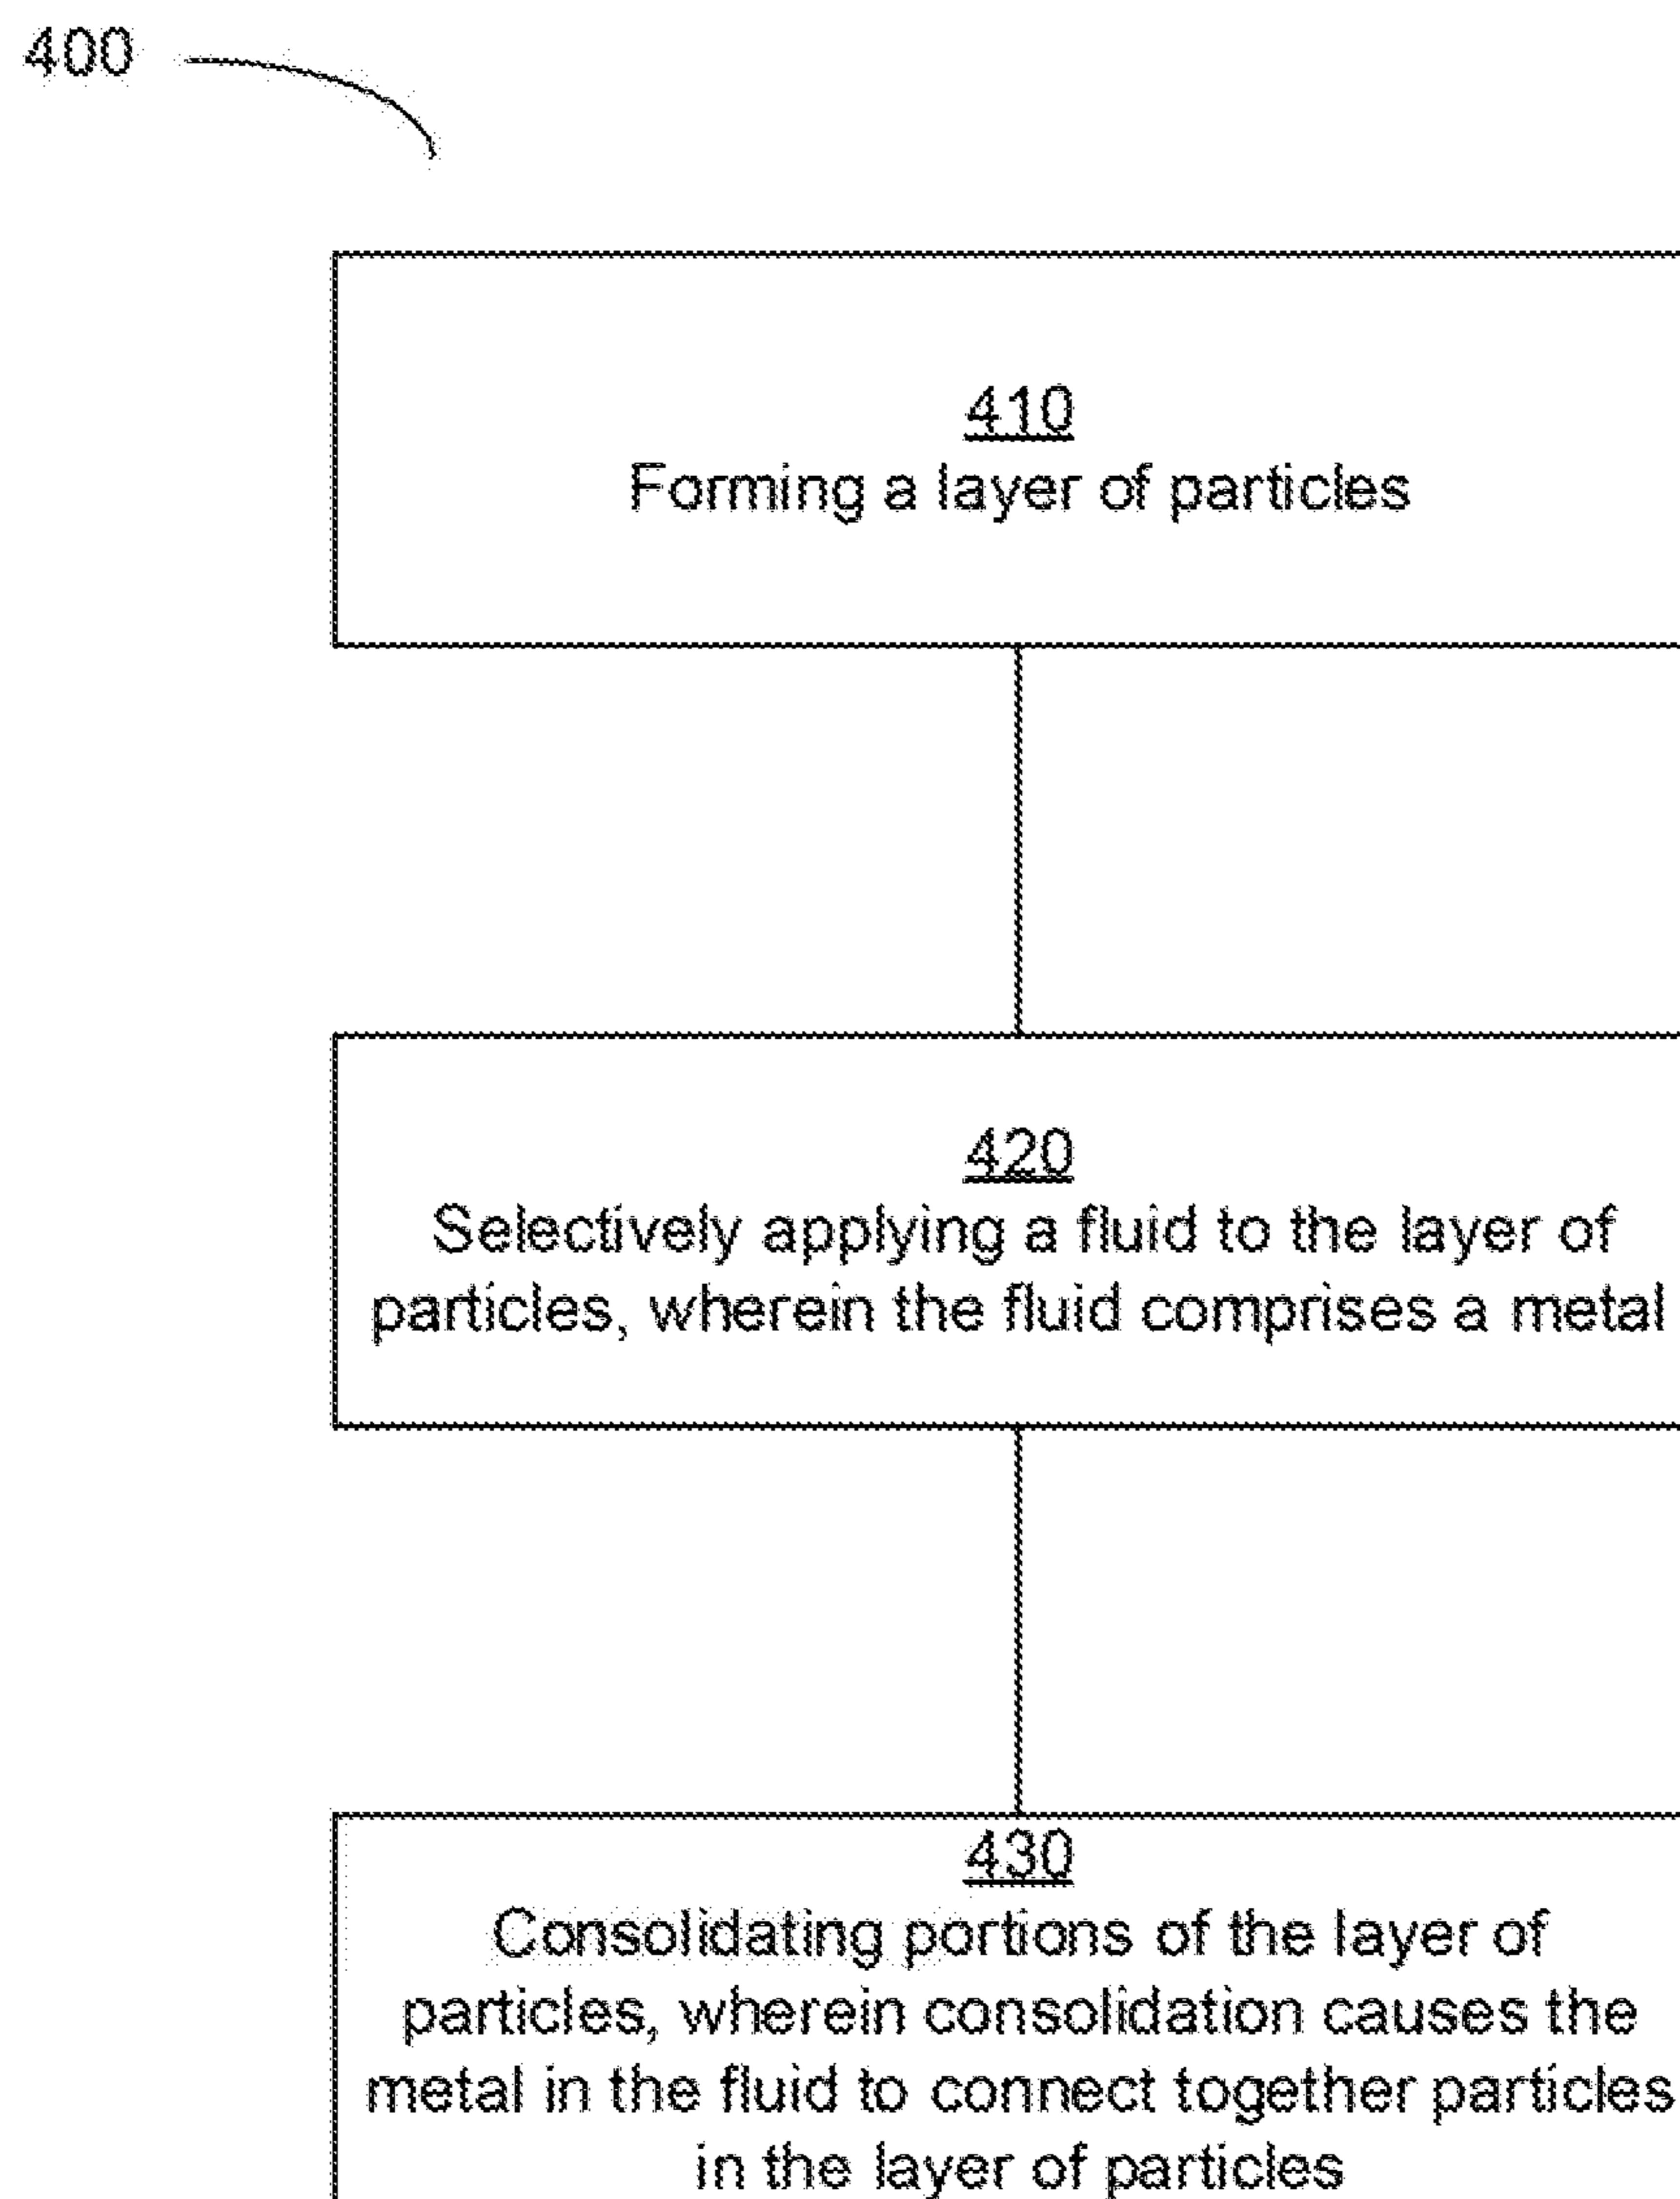 400
410
Forming a layer of particles
420
Selectively applying a fluid to the layer of
particles, wherein the fluid comprises a metal
430
Consolidating portions of the layer of
particles, wherein consolidation causes the
metal in the fluid to connect together particles
in the layer of particles